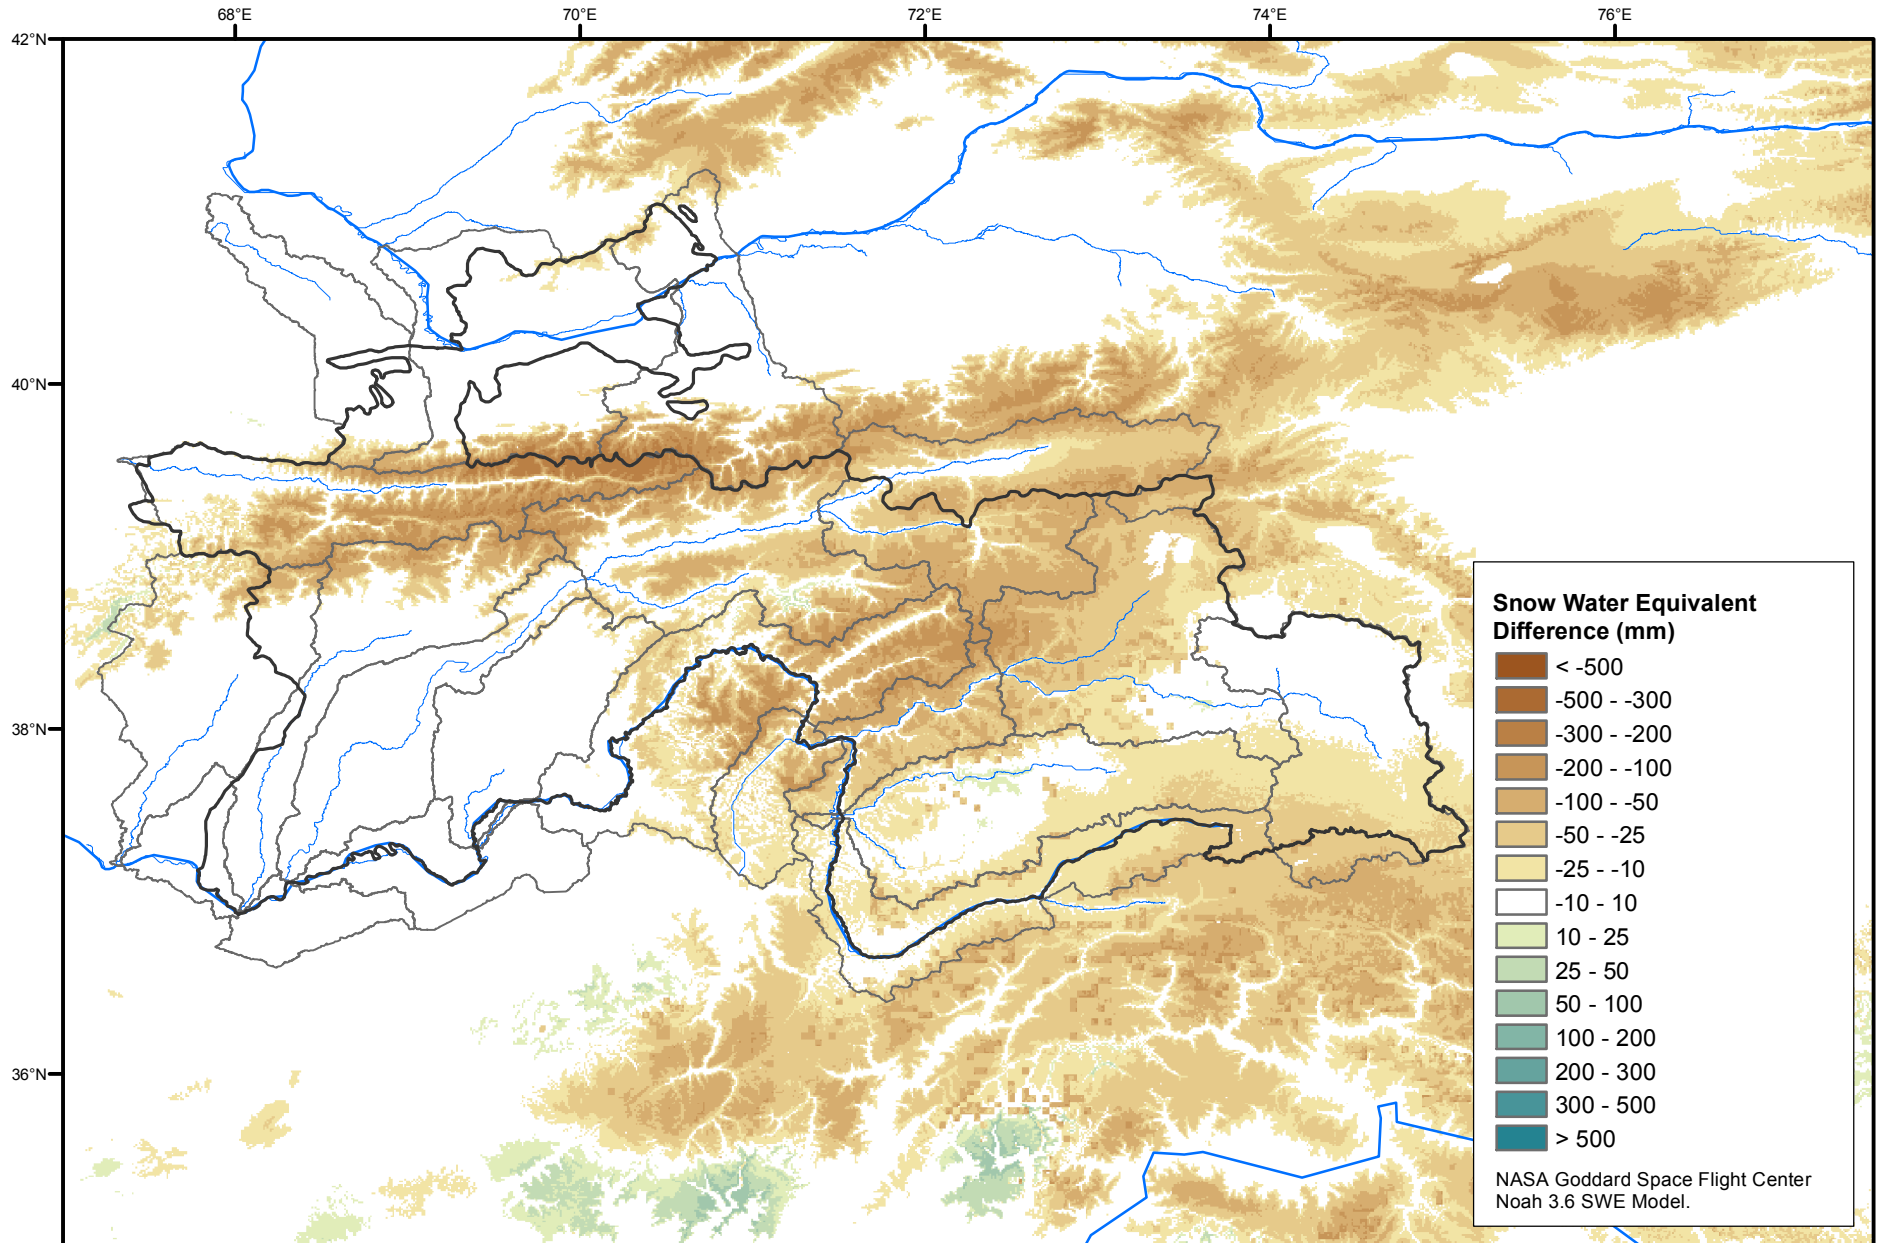 68°E
70°E
72°E
74°E
76°E
42°N
40°N
38°N
36°N
Snow Water Equivalent
Difference (mm)
< -500
-500 - -300
-300 - -200
-200 - -100
-100 - -50
-50 - -25
-25 - -10
-10 - 10
10 - 25
25 - 50
50 - 100
100 - 200
200 - 300
300 - 500
> 500
NASA Goddard Space Flight Center
Noah 3.6 SWE Model.